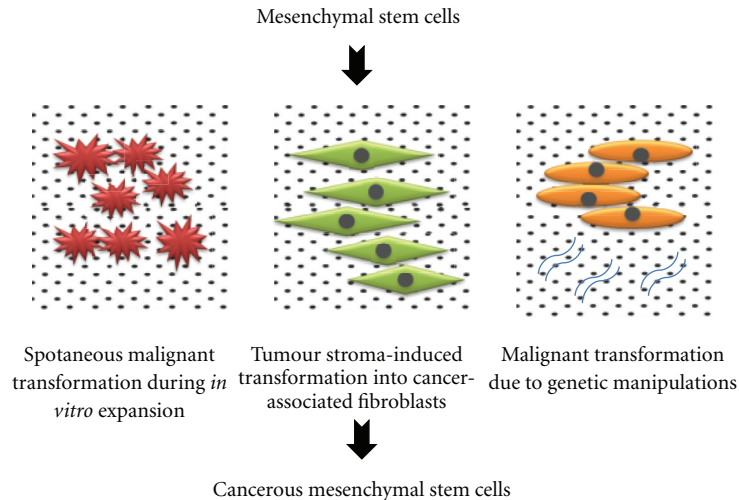 Mesenchymal stem cells
Spotaneous malignant
transformation during in
vitro expansion
Tumour stroma-induced
transformation into cancer-
associated fibroblasts
Malignant transformation
due to genetic manipulations
Cancerous mesenchymal stem cells